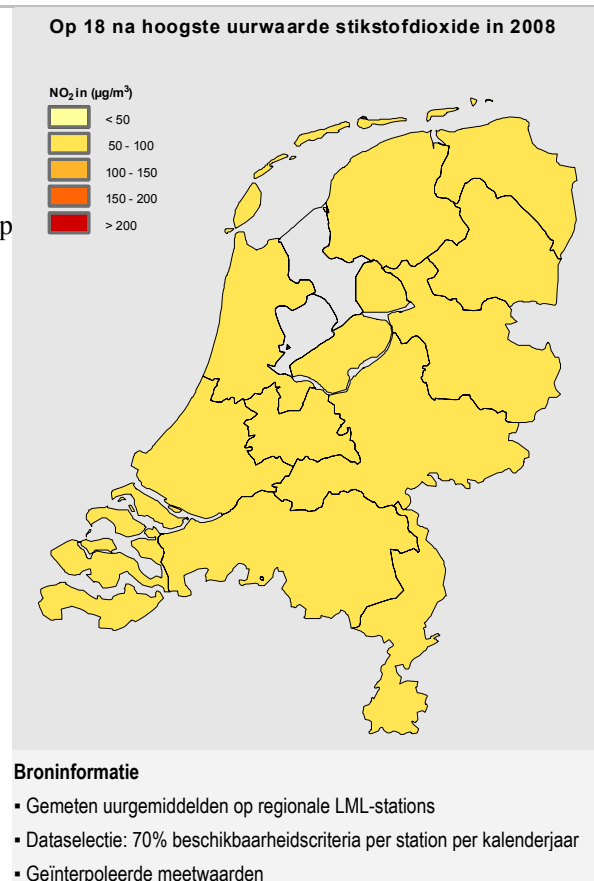 Op 18 na hoogste uurwaarde stikstofdioxide in 2008
NO₂ in (µg/m³)
< 50
50 - 100
100 - 150
150 - 200
> 200
p
Broninformatie
▪ Gemeten uurgemiddelden op regionale LML-stations
▪ Dataselectie: 70% beschikbaarheidscriteria per station per kalenderjaar
▪ Geïnterpoleerde meetwaarden